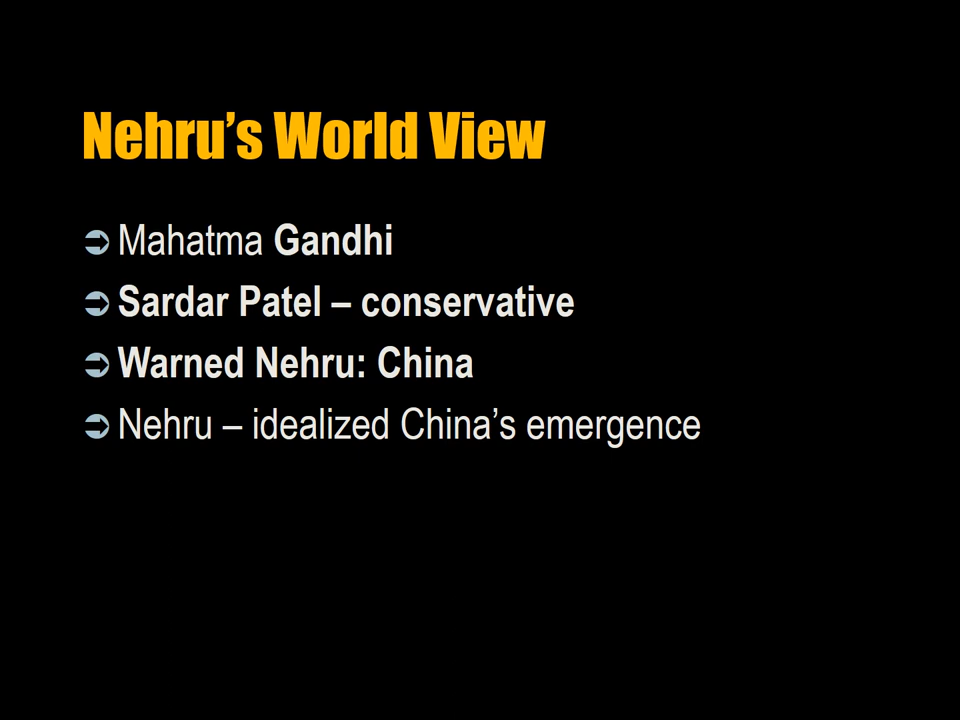 Nehru’s World View
➲ Mahatma Gandhi
➲ Sardar Patel – conservative
➲ Warned Nehru: China
➲ Nehru – idealized China’s emergence